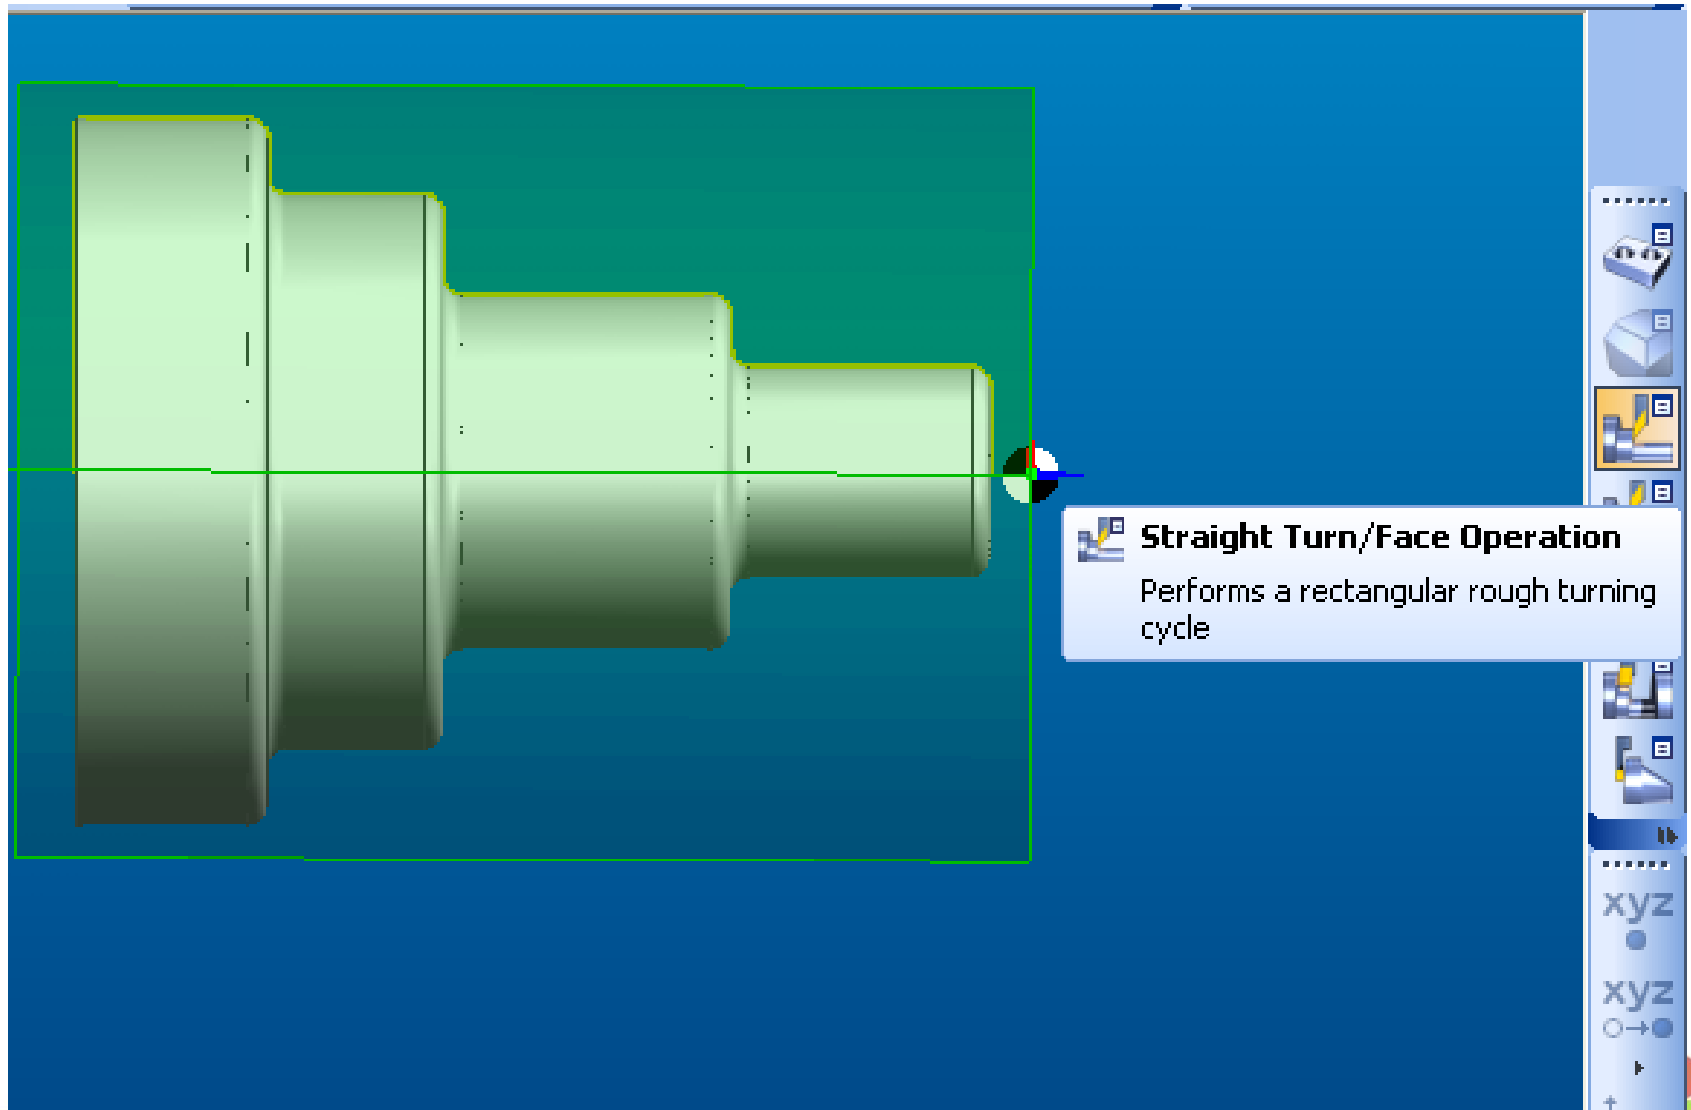 Straight Turn/Face Operation
Performs a rectangular rough turning
cycle
xyz
xyz